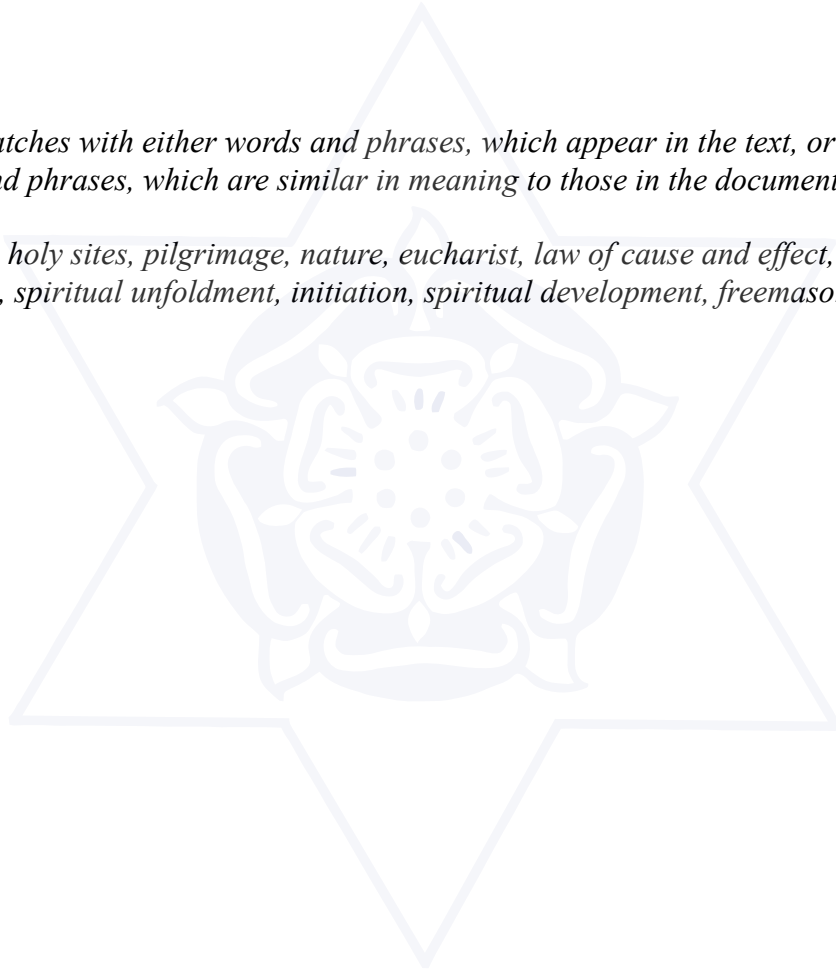 atches with either words and phrases, which appear in the text, or
nd phrases, which are similar in meaning to those in the document
holy sites, pilgrimage, nature, eucharist, law of cause and effect,
, spiritual unfoldment, initiation, spiritual development, freemaso